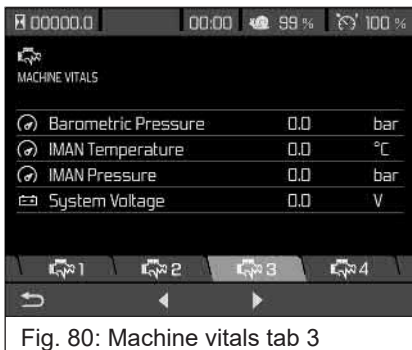 00000.0 00:00 99 % 100 %
MACHINE VITALS
Barometric Pressure 0.0 bar
IMAN Temperature 0.0 °C
IMAN Pressure 0.0 bar
System Voltage 0.0 V
1 2 3 4
Fig. 80: Machine vitals tab 3